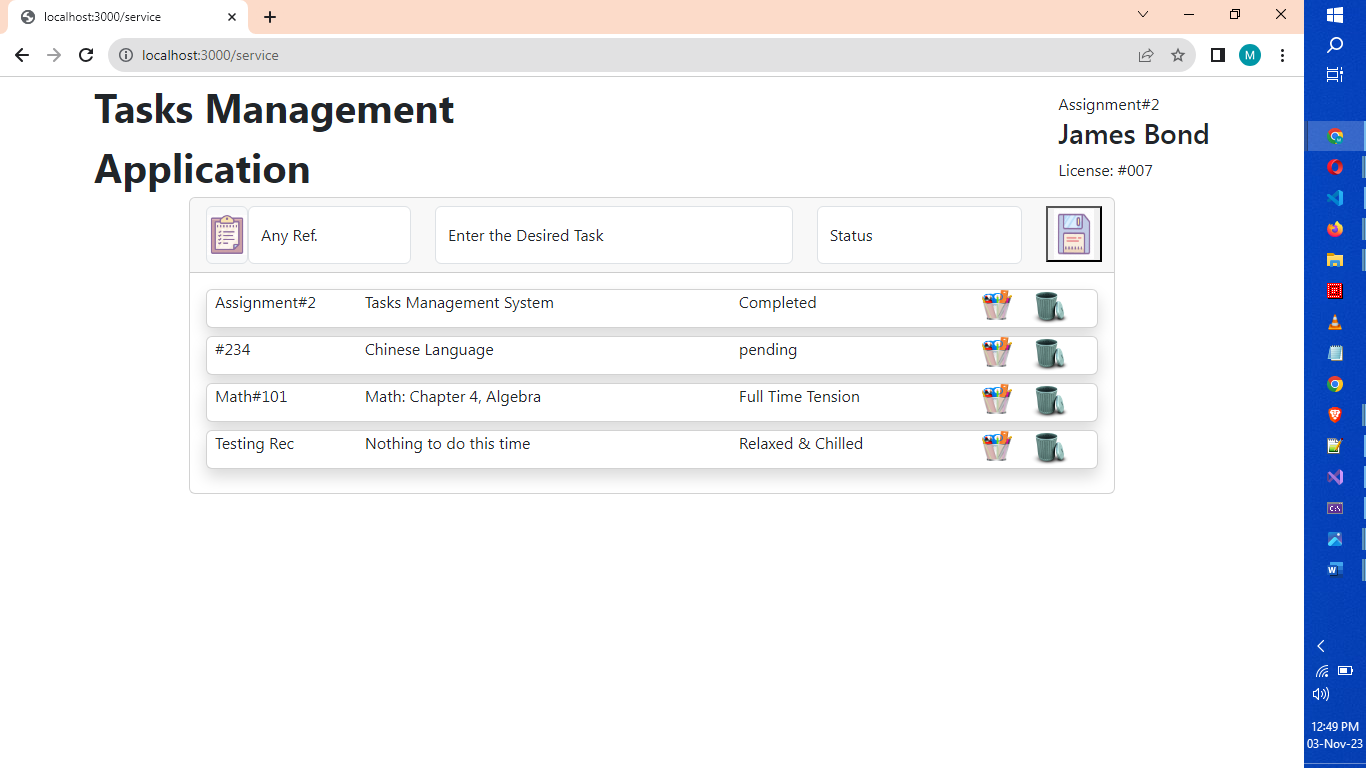 localhost:3000/service
localhost:3000/service
M
Tasks Management
Application
Assignment#2
James Bond
License: #007
Any Ref.
Enter the Desired Task
Status
Assignment#2 Tasks Management System Completed
#234 Chinese Language pending
Math#101 Math: Chapter 4, Algebra Full Time Tension
Testing Rec Nothing to do this time Relaxed & Chilled
12:49 PM
03-Nov-23